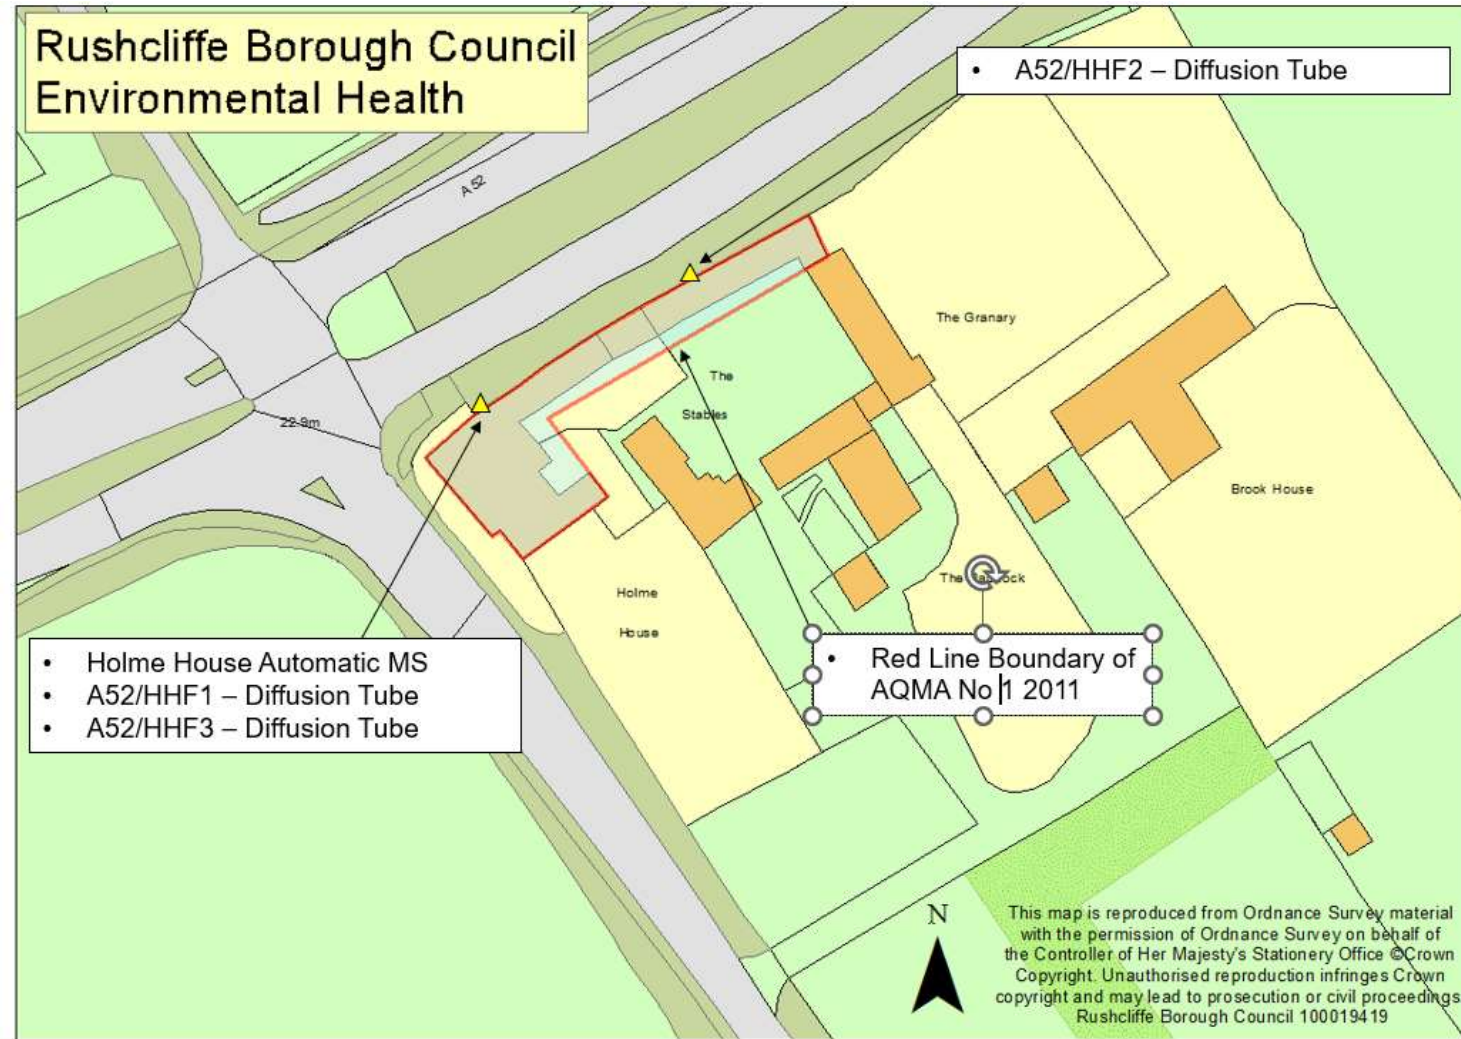 Rushcliffe Borough Council
Environmental Health
• A52/HHF2 – Diffusion Tube
A 52
The Granary
The
Stables
22.9m
Brook House
The
Holme
House
• Holme House Automatic MS
• A52/HHF1 – Diffusion Tube
• A52/HHF3 – Diffusion Tube
• Red Line Boundary of
AQMA No 1 2011
N
This map is reproduced from Ordnance Survey material
with the permission of Ordnance Survey on behalf of
the Controller of Her Majesty's Stationery Office ©Crown
Copyright. Unauthorised reproduction infringes Crown
copyright and may lead to prosecution or civil proceedings
Rushcliffe Borough Council 100019419